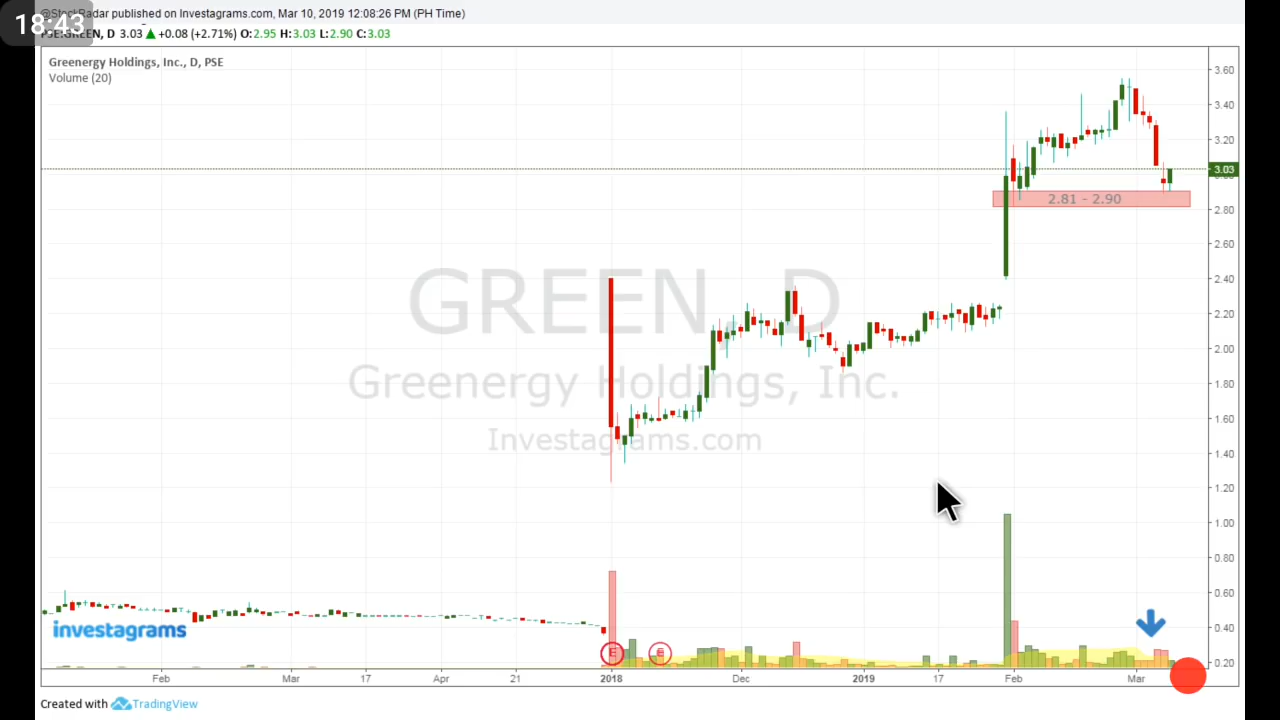 @StockRadar published on Investagrams.com, Mar 10, 2019 12:08:26 PM (PH Time)
18:43
PSE:GREEN, D 3.03 ▲ +0.08 (+2.71%) O:2.95 H:3.03 L:2.90 C:3.03
Greenergy Holdings, Inc., D, PSE
Volume (20)
3.60
3.40
3.20
3.03
3.00
2.81 - 2.90
2.80
2.60
GREEN, D
2.40
2.20
2.00
Greenergy Holdings, Inc.
1.80
1.60
Investagrams.com
1.40
1.20
1.00
0.80
0.60
investagrams
0.40
E E
0.20
Feb Mar 17 Apr 21 2018 Dec 2019 17 Feb Mar
Created with TradingView